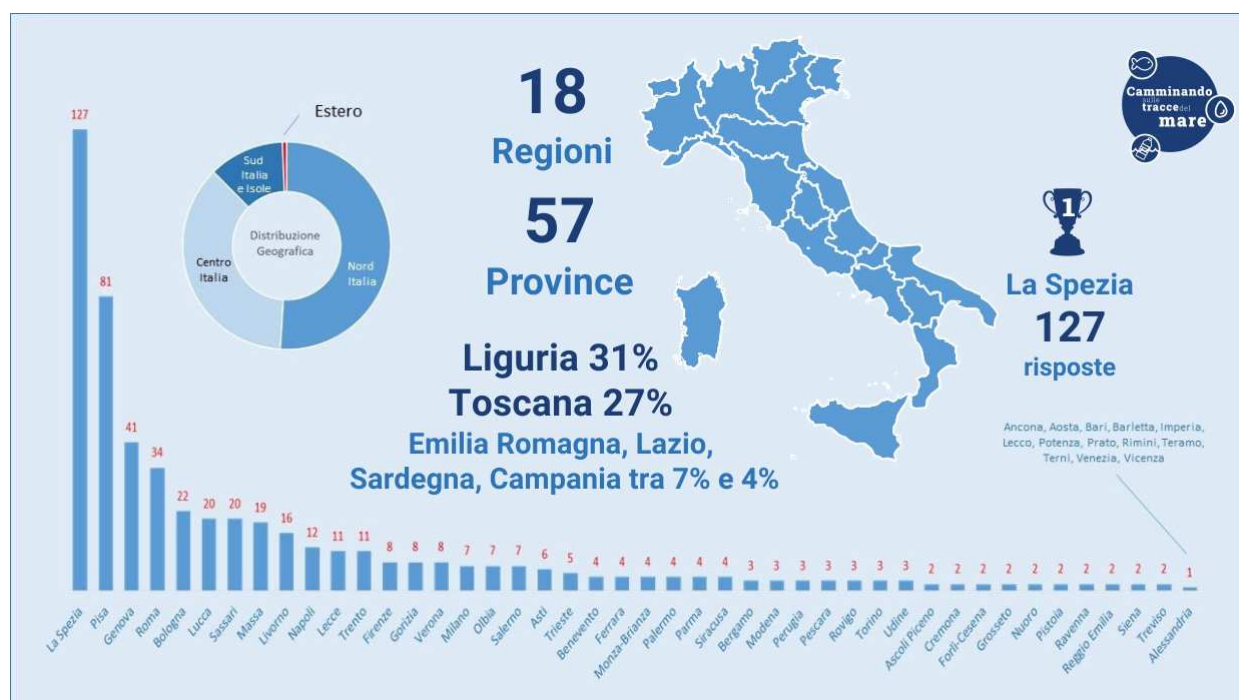 18
Regioni
57
Province
Liguria 31%
Toscana 27%
Emilia Romagna, Lazio,
Sardegna, Campania tra 7% e 4%
Estero
Sud
Italia
e Isole
Distribuzione
Geografica
Centro
Italia
Nord
Italia
Camminando
sulle
tracce del
mare
1
La Spezia
127
risposte
Ancona, Aosta, Bari, Barletta, Imperia,
Lecco, Potenza, Prato, Rimini, Teramo,
Terni, Venezia, Vicenza
127
81
41
34
22
20
20
19
16
12
11
11
8
8
8
7
7
7
6
5
4
4
4
4
4
4
3
3
3
3
3
3
3
2
2
2
2
2
2
2
2
2
2
1
La Spezia
Pisa
Genova
Roma
Bologna
Lucca
Sassari
Massa
Livorno
Napoli
Lecce
Trento
Firenze
Gorizia
Verona
Milano
Olbia
Salerno
Asti
Trieste
Benevento
Ferrara
Monza-Brianza
Palermo
Parma
Siracusa
Bergamo
Modena
Perugia
Pescara
Rovigo
Torino
Udine
Ascoli Piceno
Cremona
Forlì-Cesena
Grosseto
Nuoro
Pistoia
Ravenna
Reggio Emilia
Siena
Treviso
Alessandria